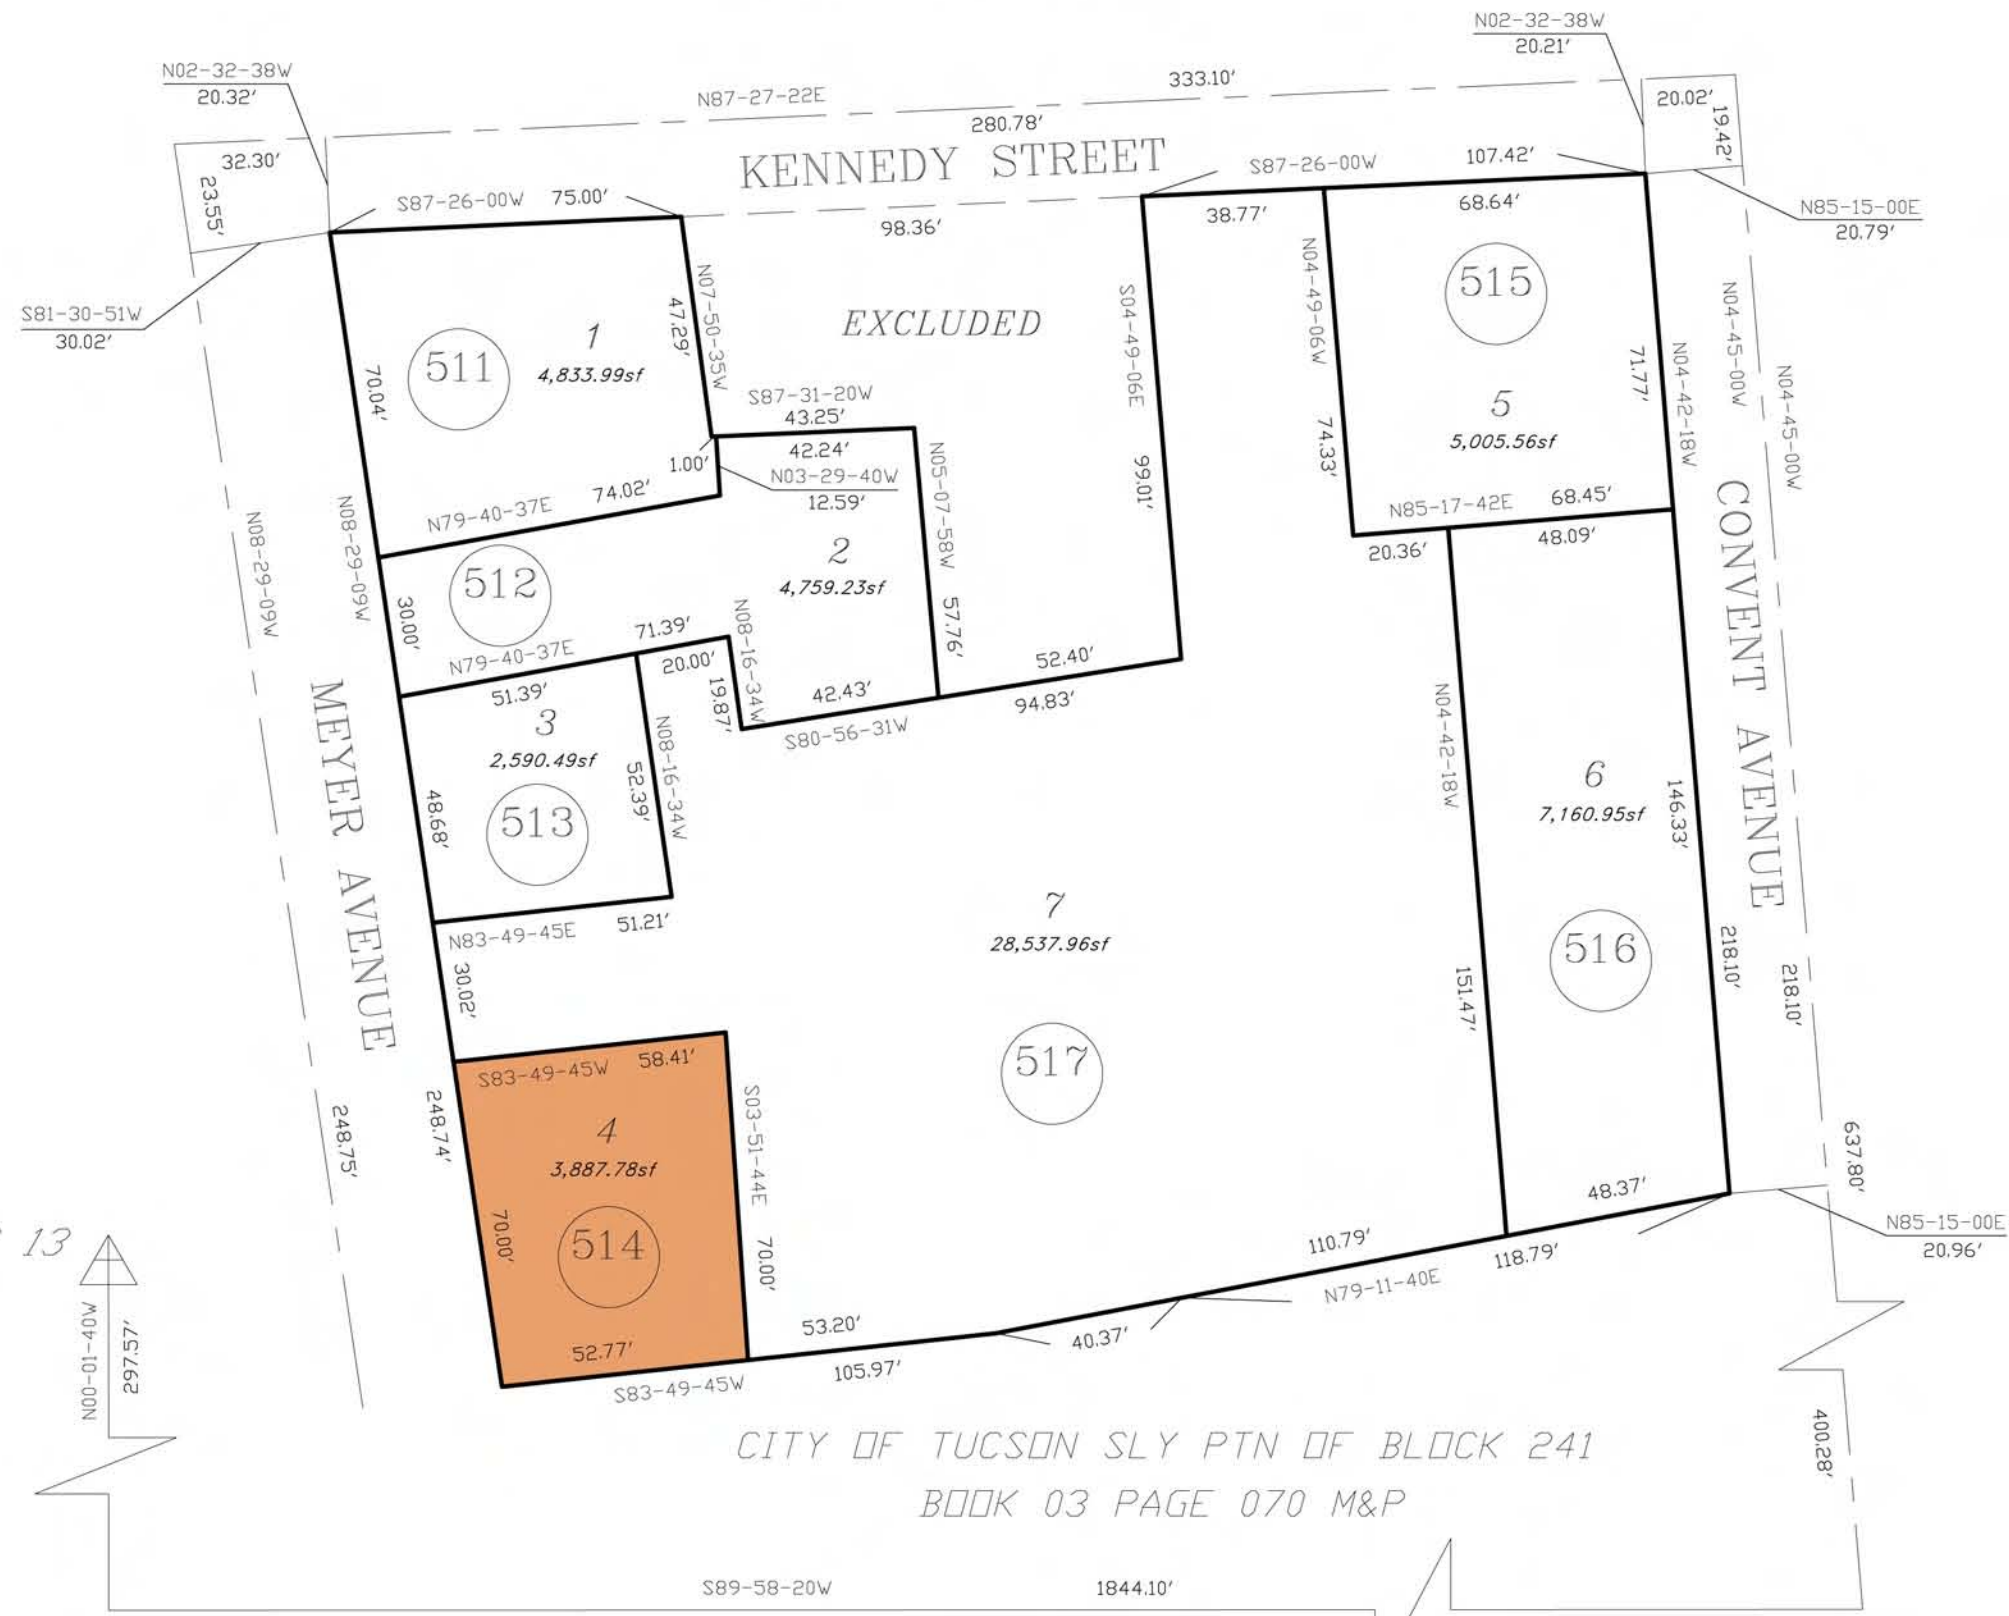 N02-32-38W
20.21'
N02-32-38W
20.32'
N87-27-22E
333.10'
280.78'
20.02'
19.42'
32.30'
23.55'
KENNEDY STREET
S87-26-00W
107.42'
S87-26-00W 75.00'
98.36'
38.77'
68.64'
N85-15-00E
20.79'
S81-30-51W
30.02'
511
1
4,833.99sf
70.04'
47.29'
N07-50-35W
EXCLUDED
S04-49-06E
99.01'
N04-49-06W
74.33'
515
5
5,005.56sf
71.77'
N04-42-18W
N04-45-00W
N04-45-00W
S87-31-20W
43.25'
42.24'
1.00'
N03-29-40W
12.59'
N05-07-58W
57.76'
N79-40-37E
74.02'
N85-17-42E
68.45'
20.36'
48.09'
N08-29-09W
N08-29-09W
512
2
4,759.23sf
30.00'
N79-40-37E
71.39'
51.39'
20.00'
N08-16-34W
19.87'
42.43'
52.40'
S80-56-31W
94.83'
3
2,590.49sf
513
48.68'
52.39'
N08-16-34W
N83-49-45E
51.21'
30.02'
MEYER AVENUE
CONVENT AVENUE
7
28,537.96sf
517
N04-42-18W
151.47'
6
7,160.95sf
516
146.33'
218.10'
218.10'
S83-49-45W
58.41'
4
3,887.78sf
514
70.00'
S03-51-44E
70.00'
52.77'
248.74'
248.75'
53.20'
S83-49-45W
105.97'
40.37'
110.79'
N79-11-40E
118.79'
48.37'
637.80'
N85-15-00E
20.96'
13
N00-01-40W
297.57'
400.28'
CITY OF TUCSON SLY PTN OF BLOCK 241
BOOK 03 PAGE 070 M&P
S89-58-20W
1844.10'